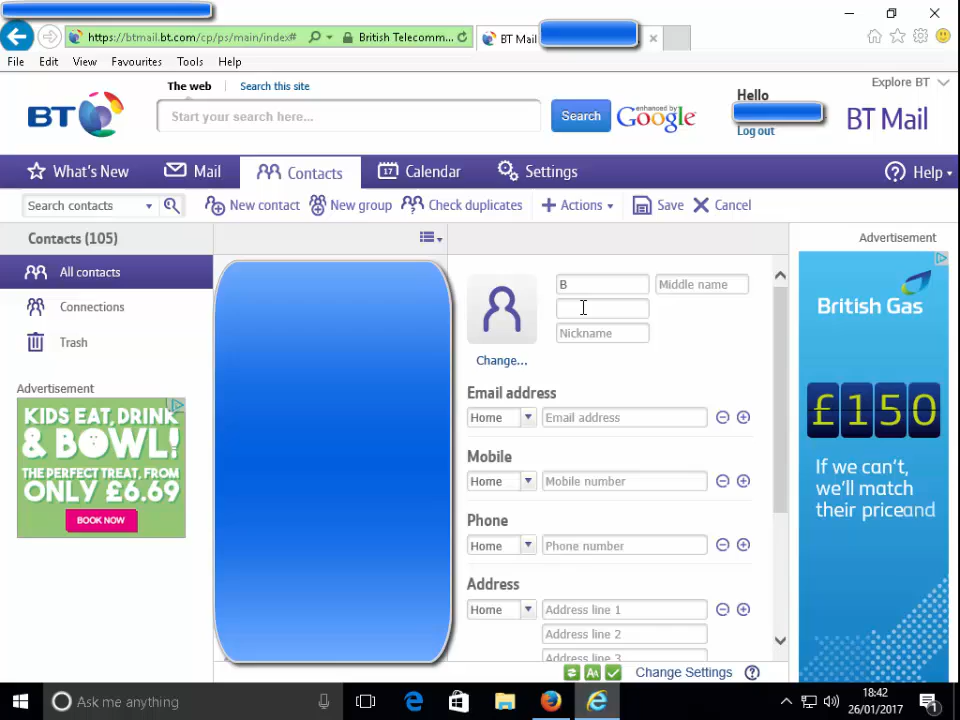 https://btmail.bt.com/cp/ps/main/index#
British Telecomm...
BT Mail
File Edit View Favourites Tools Help
The web
Search this site
Explore BT
BT
Start your search here...
Search
enhanced by
Google
Hello
Log out
BT Mail
What's New
Mail
Contacts
17
Calendar
Settings
Help
Search contacts
New contact
New group
Check duplicates
Actions
Save
Cancel
Contacts (105)
All contacts
Connections
Trash
Advertisement
KIDS EAT, DRINK
& BOWL!
THE PERFECT TREAT, FROM
ONLY £6.69
BOOK NOW
B
Middle name
Nickname
Change...
Email address
Home
Email address
Mobile
Home
Mobile number
Phone
Home
Phone number
Address
Home
Address line 1
Address line 2
Address line 3
Change Settings
Advertisement
British Gas
£150
If we can't,
we'll match
their priceand
Ask me anything
18:42
26/01/2017
1